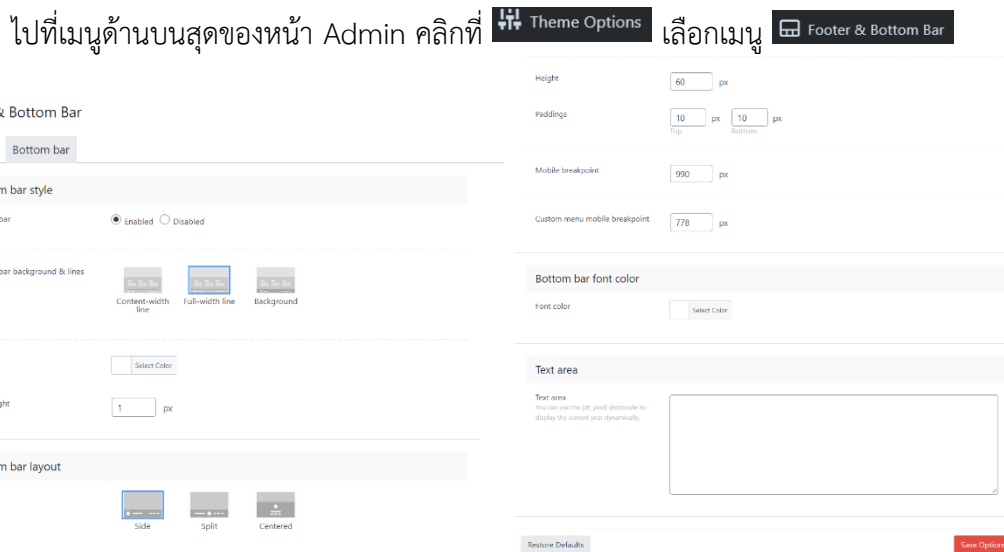 ไปที่เมนูด้านบนสุดของหน้า Admin คลิกที่ Theme Options เลือกเมนู Footer & Bottom Bar
& Bottom Bar
Bottom bar
bar style
bar
Enabled Disabled
bar background & lines
Content-width line
Full-width line
Background
Select Color
1 px
bar layout
Side
Split
Centered
Height
60 px
Paddings
10 px 10 px
Top Bottom
Mobile breakpoint
990 px
Custom menu mobile breakpoint
778 px
Bottom bar font color
Font color
Select Color
Text area
Text area
You can use the [dt_year] shortcode to
display the current year dynamically.
Restore Defaults
Save Options